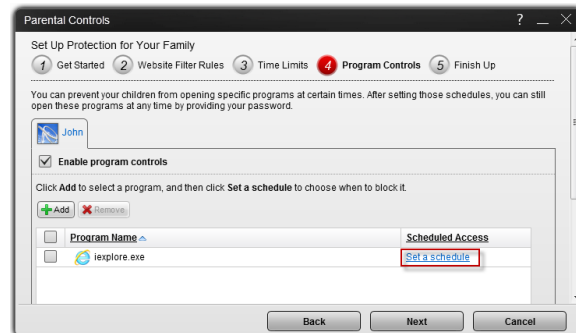 Parental Controls
Set Up Protection for Your Family
1 Get Started 2 Website Filter Rules 3 Time Limits 4 Program Controls 5 Finish Up
You can prevent your children from opening specific programs at certain times. After setting those schedules, you can still
open these programs at any time by providing your password.
John
Enable program controls
Click Add to select a program, and then click Set a schedule to choose when to block it.
Add Remove
Program Name Scheduled Access
iexplore.exe Set a schedule
Back Next Cancel